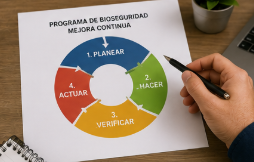 PROGRAMA DE BIOSEGURIDAD
MEJORA CONTINUA
1. PLANEAR
2.
HACER
3.
VERIFICAR
4.
ACTUAR